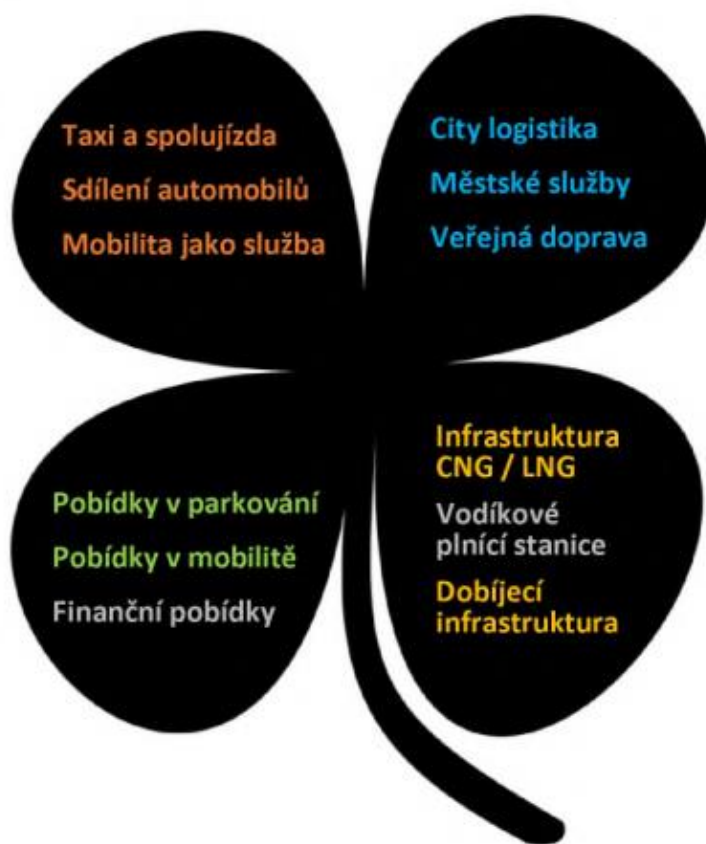 Taxi a spolujízda
Sdílení automobilů
Mobilita jako služba
City logistika
Městské služby
Veřejná doprava
Pobídky v parkování
Pobídky v mobilitě
Finanční pobídky
Infrastruktura
CNG / LNG
Vodíkové
plnící stanice
Dobíjecí
infrastruktura